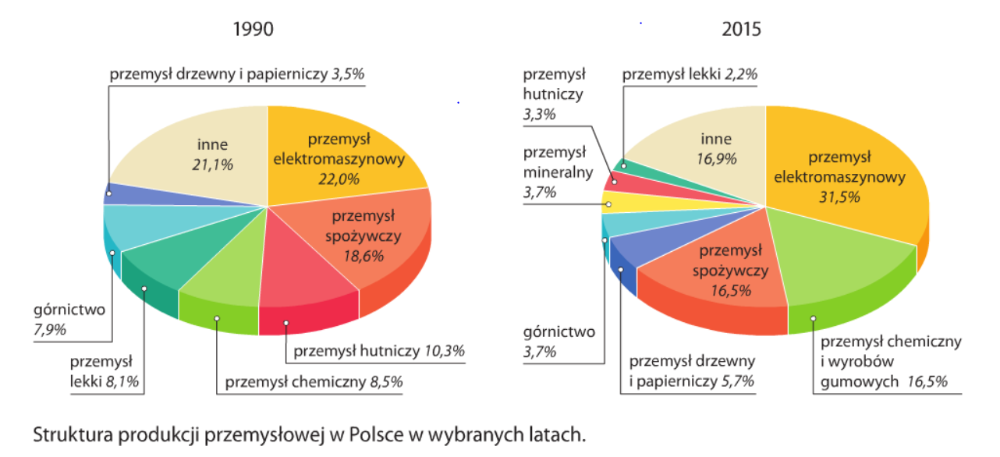 1990
przemysł drzewny i papierniczy 3,5%
inne
21,1%
przemysł
elektromaszynowy
22,0%
przemysł
spożywczy
18,6%
górnictwo
7,9%
przemysł
lekki 8,1%
przemysł chemiczny 8,5%
przemysł hutniczy 10,3%
2015
przemysł
hutniczy
3,3%
przemysł lekki 2,2%
przemysł
mineralny
3,7%
inne
16,9%
przemysł
elektromaszynowy
31,5%
przemysł
spożywczy
16,5%
górnictwo
3,7%
przemysł drzewny
i papierniczy 5,7%
przemysł chemiczny
i wyrobów
gumowych 16,5%
Struktura produkcji przemysłowej w Polsce w wybranych latach.